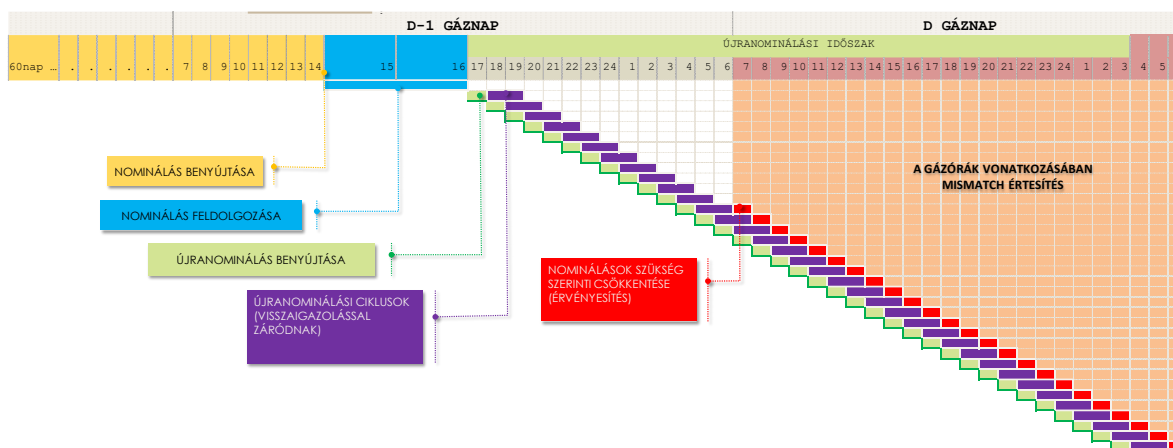 D-1 GÁZNAP
D GÁZNAP
ÚJRANOMINÁLÁSI IDŐSZAK
60nap … . . . . . . 7 8 9 10 11 12 13 14 15 16 17 18 19 20 21 22 23 24 1 2 3 4 5 6 7 8 9 10 11 12 13 14 15 16 17 18 19 20 21 22 23 24 1 2 3 4 5
NOMINÁLÁS BENYÚJTÁSA
A GÁZÓRÁK VONATKOZÁSÁBAN
MISMATCH ÉRTESÍTÉS
NOMINÁLÁS FELDOLGOZÁSA
ÚJRANOMINÁLÁS BENYÚJTÁSA
NOMINÁLÁSOK SZÜKSÉG
SZERINTI CSÖKKENTÉSE
(ÉRVÉNYESÍTÉS)
ÚJRANOMINÁLÁSI CIKLUSOK
(VISSZAIGAZOLÁSSAL
ZÁRÓDNAK)